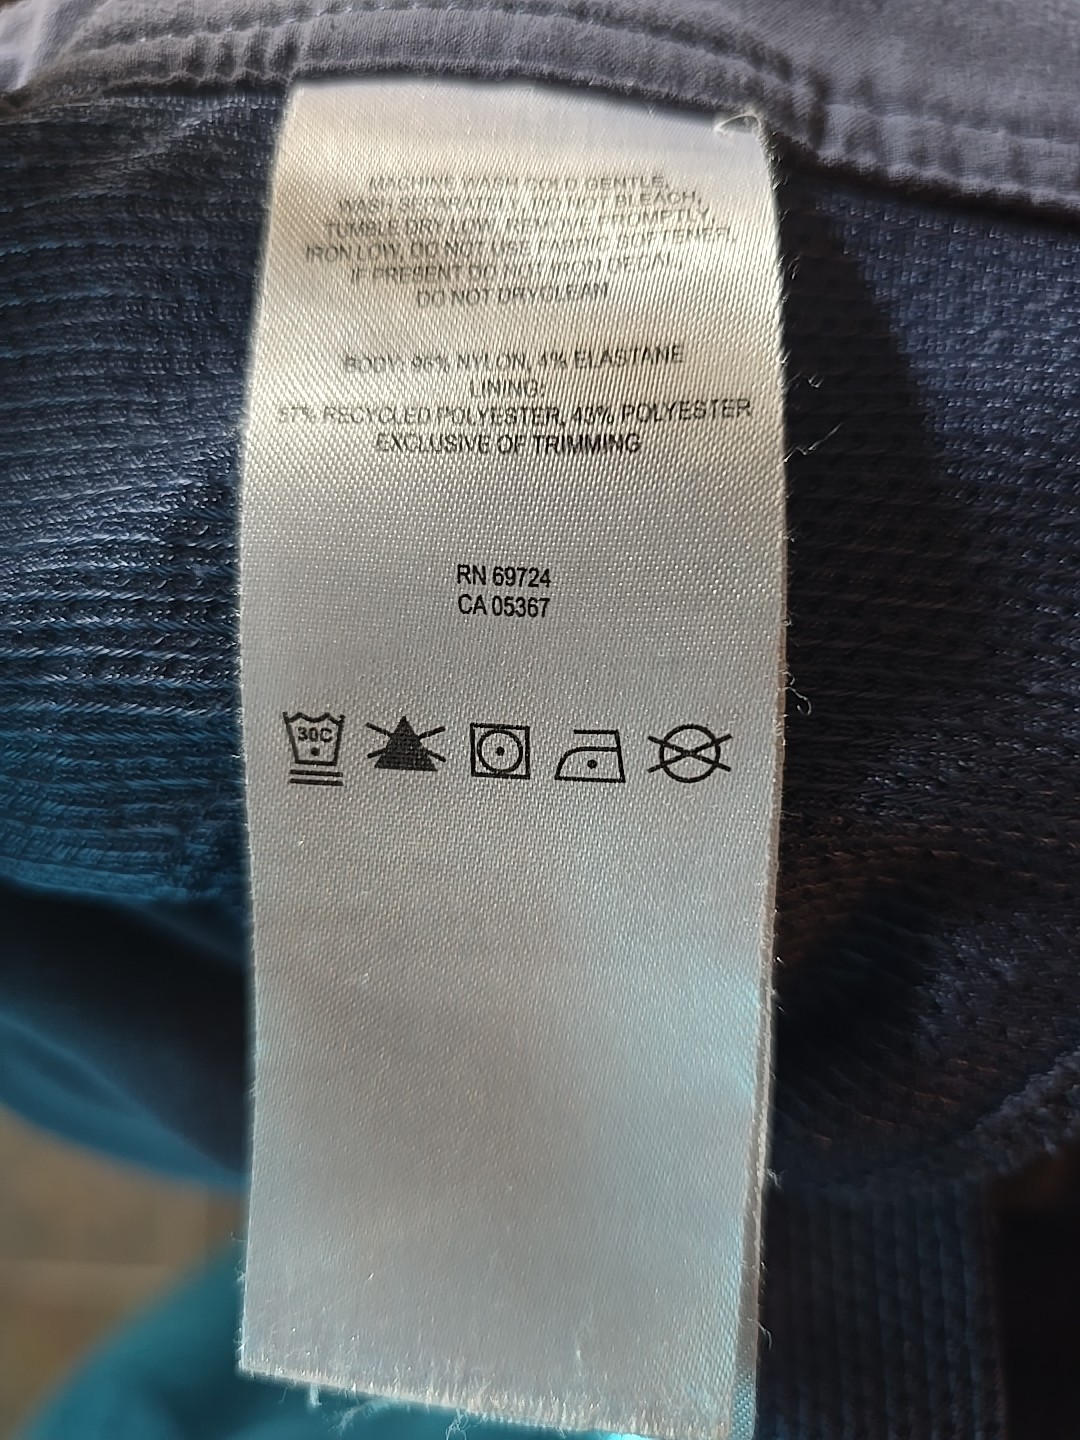 MACHINE WASH COLD GENTLE,
WASH SEPARATELY, DO NOT BLEACH,
TUMBLE DRY LOW, REMOVE PROMPTLY,
IRON LOW, DO NOT USE FABRIC SOFTENER,
IF PRESENT DO NOT IRON DECAL,
DO NOT DRYCLEAN
BODY: 96% NYLON, 4% ELASTANE
LINING:
57% RECYCLED POLYESTER, 43% POLYESTER
EXCLUSIVE OF TRIMMING
RN 69724
CA 05367
30C